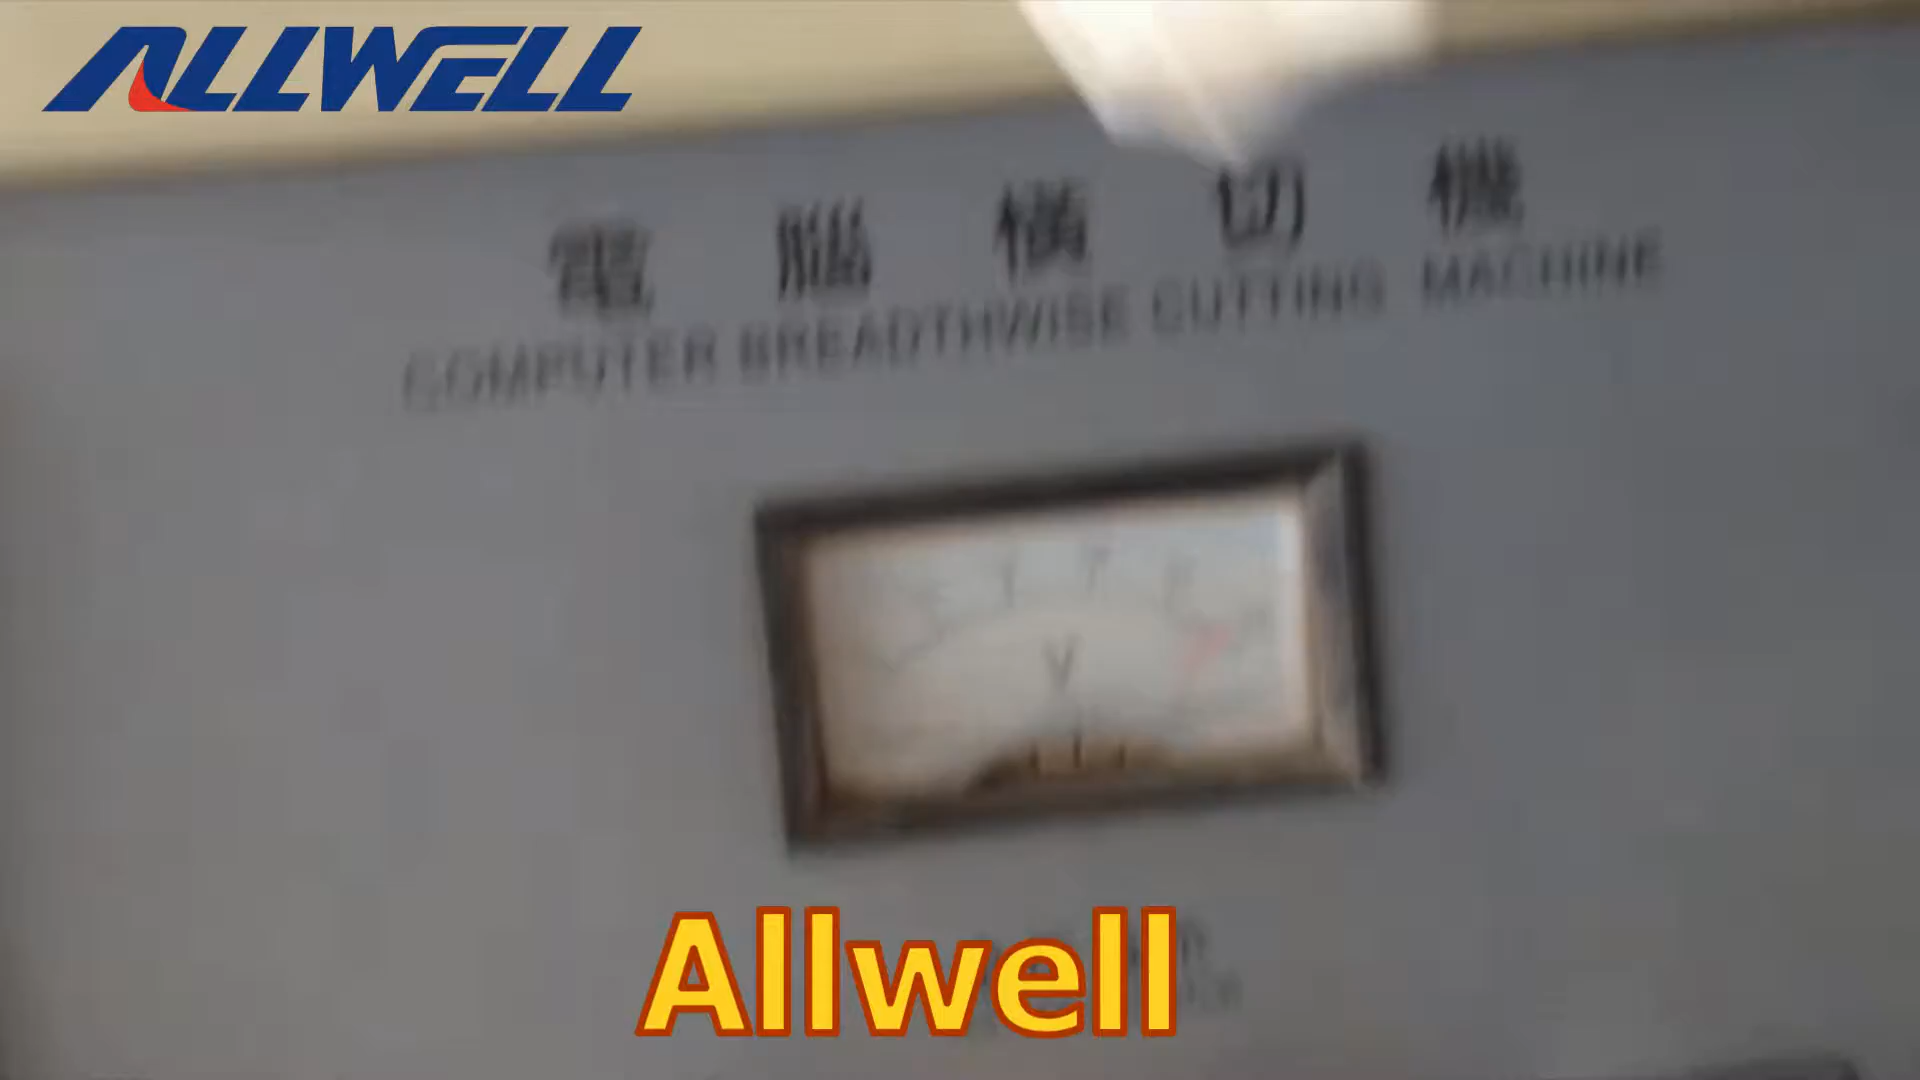 ALLWELL
電腦橫切機
COMPUTER BREADTHWISE CUTTING MACHINE
V
Allwell